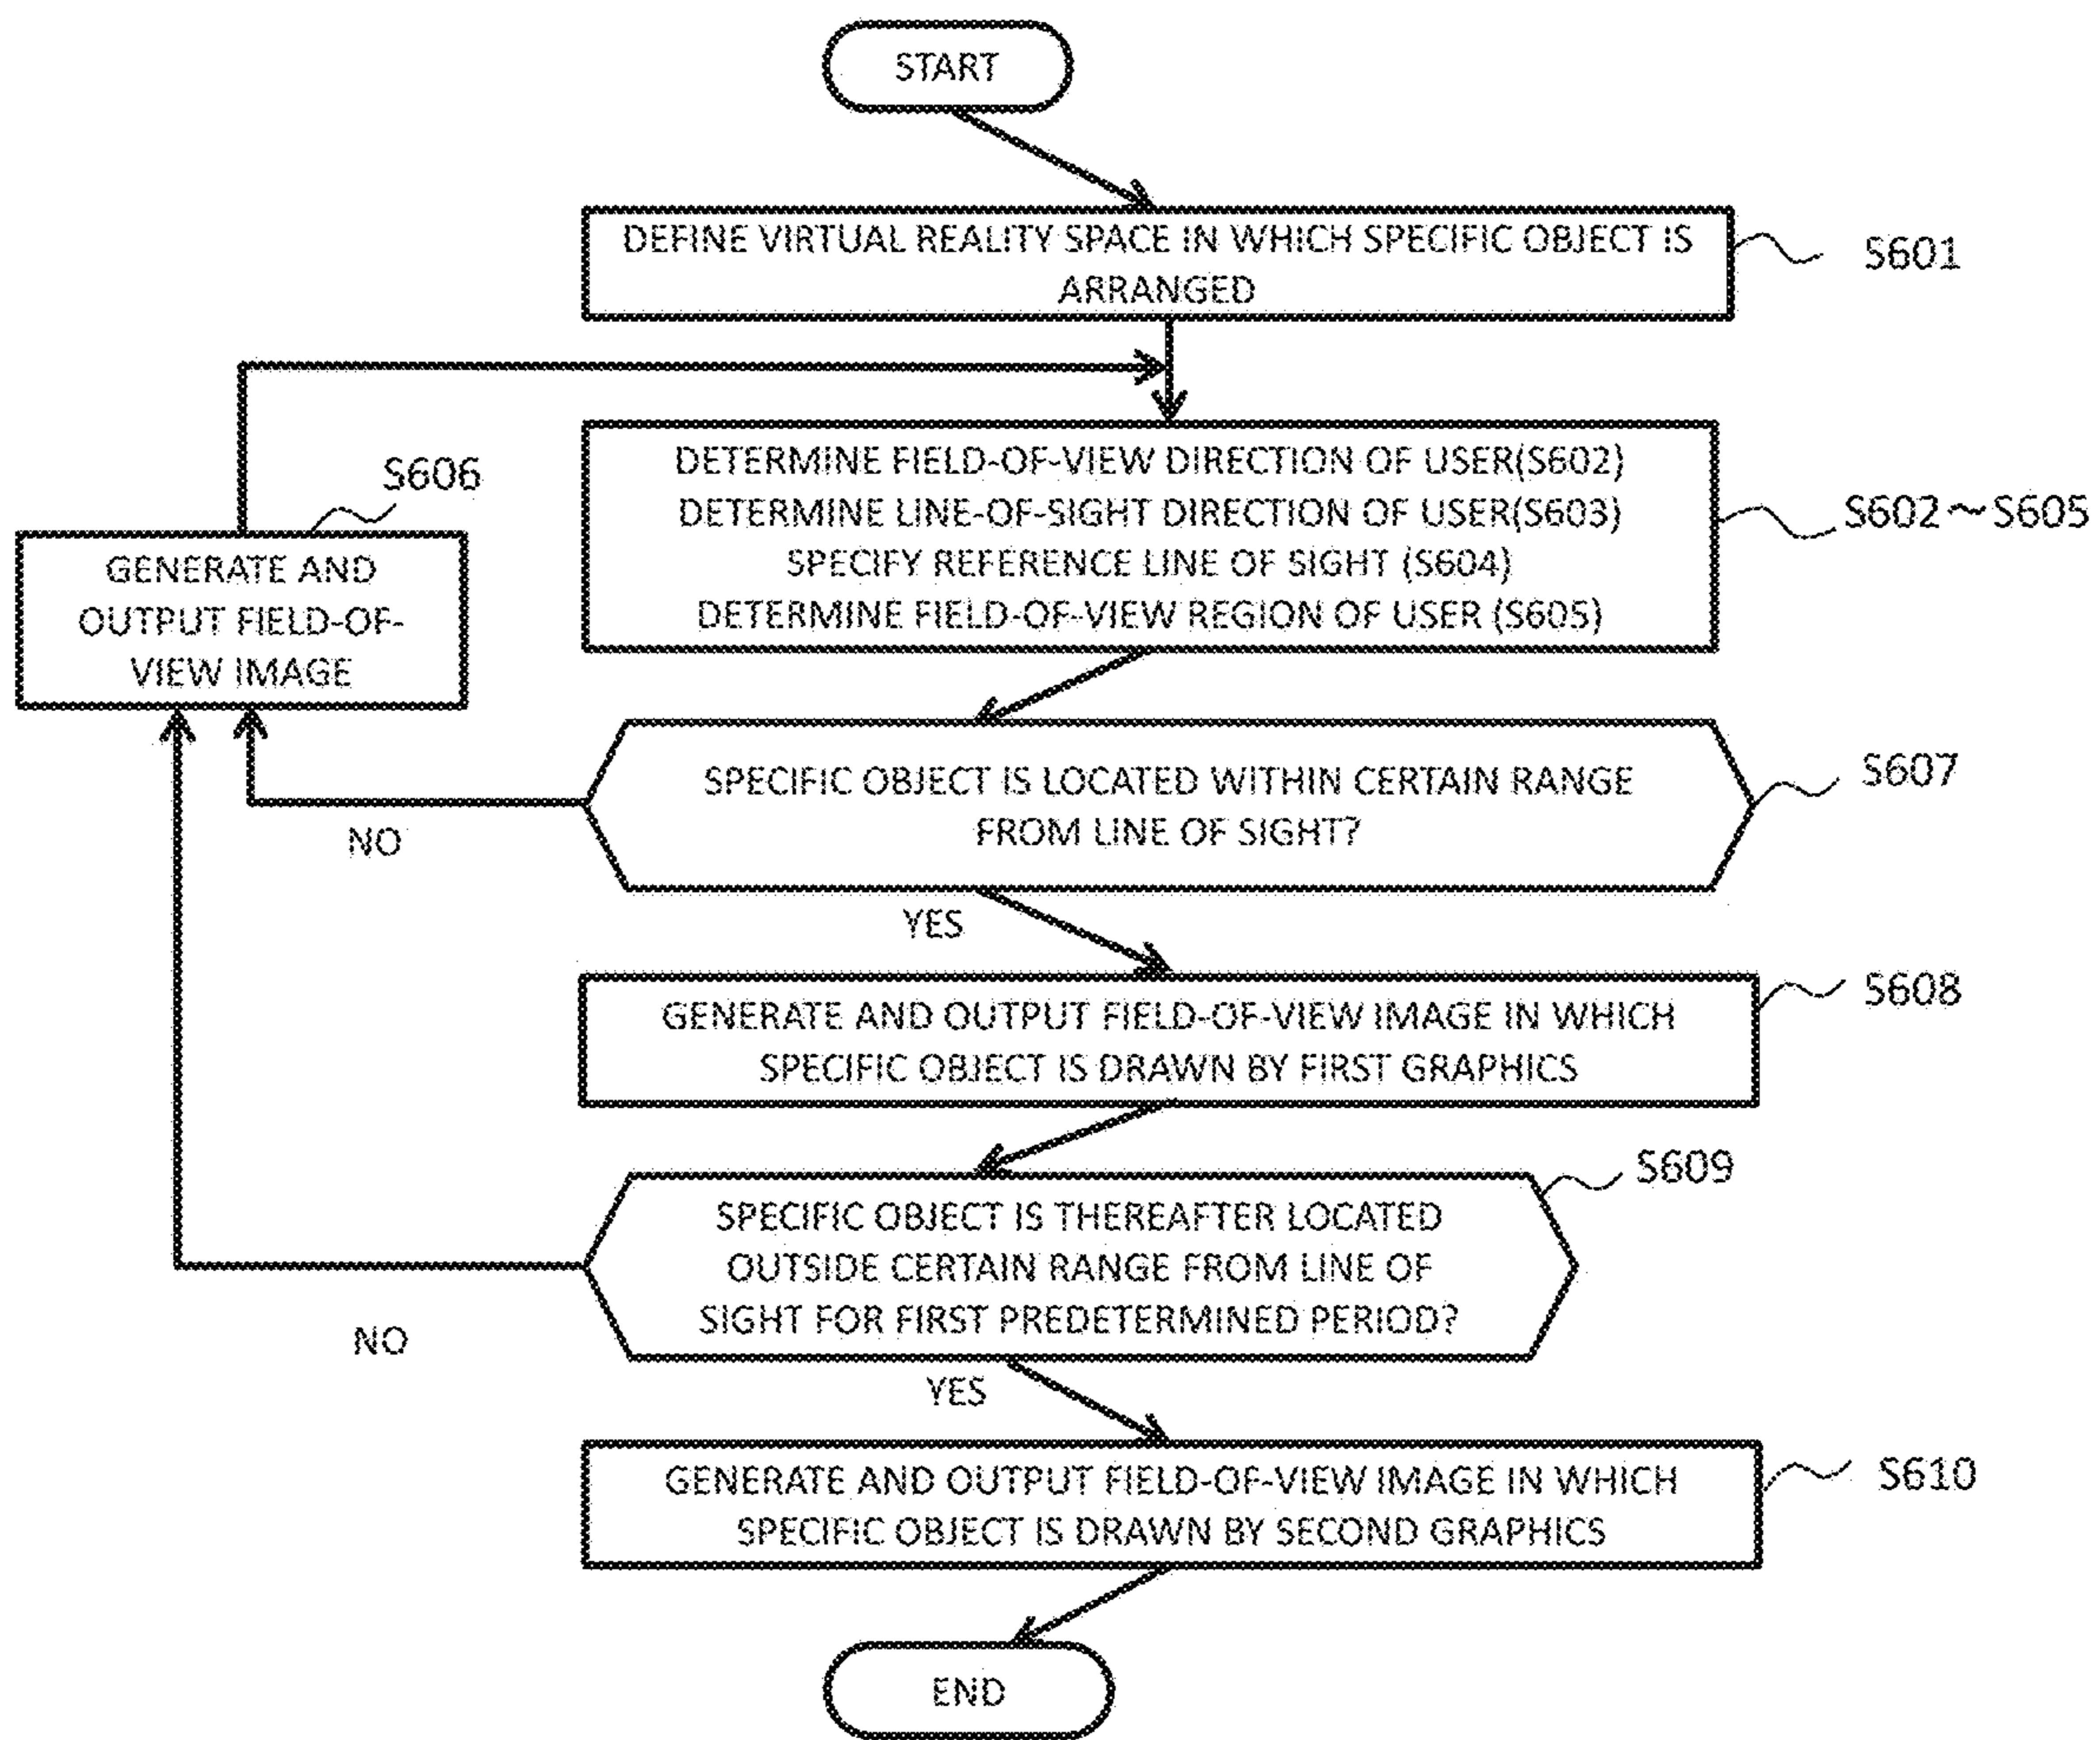 START
DEFINE VIRTUAL REALITY SPACE IN WHICH SPECIFIC OBJECT IS
ARRANGED
S601
DETERMINE FIELD-OF-VIEW DIRECTION OF USER(S602)
DETERMINE LINE-OF-SIGHT DIRECTION OF USER(S603)
SPECIFY REFERENCE LINE OF SIGHT (S604)
DETERMINE FIELD-OF-VIEW REGION OF USER (S605)
S602～S605
S606
GENERATE AND
OUTPUT FIELD-OF-
VIEW IMAGE
SPECIFIC OBJECT IS LOCATED WITHIN CERTAIN RANGE
FROM LINE OF SIGHT?
S607
NO
YES
GENERATE AND OUTPUT FIELD-OF-VIEW IMAGE IN WHICH
SPECIFIC OBJECT IS DRAWN BY FIRST GRAPHICS
S608
SPECIFIC OBJECT IS THEREAFTER LOCATED
OUTSIDE CERTAIN RANGE FROM LINE OF
SIGHT FOR FIRST PREDETERMINED PERIOD?
S609
NO
YES
GENERATE AND OUTPUT FIELD-OF-VIEW IMAGE IN WHICH
SPECIFIC OBJECT IS DRAWN BY SECOND GRAPHICS
S610
END